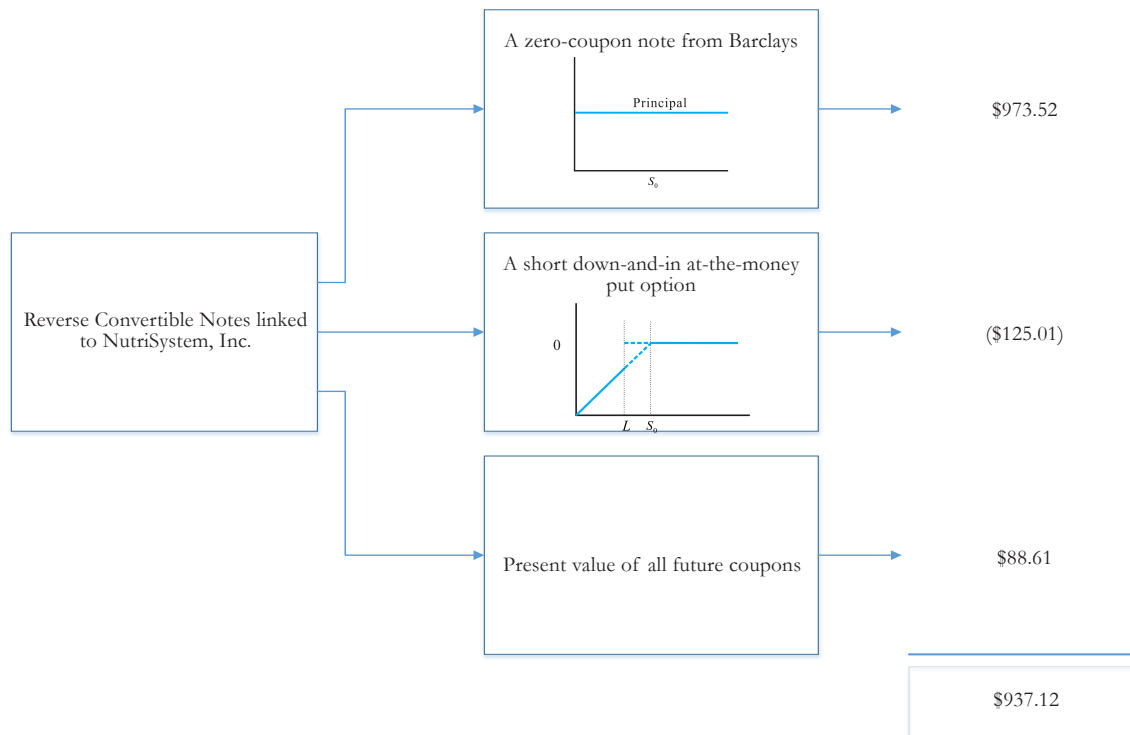 A zero-coupon note from Barclays
Principal
S₀
$973.52
Reverse Convertible Notes linked
to NutriSystem, Inc.
A short down-and-in at-the-money
put option
0
L S₀
($125.01)
Present value of all future coupons
$88.61
$937.12